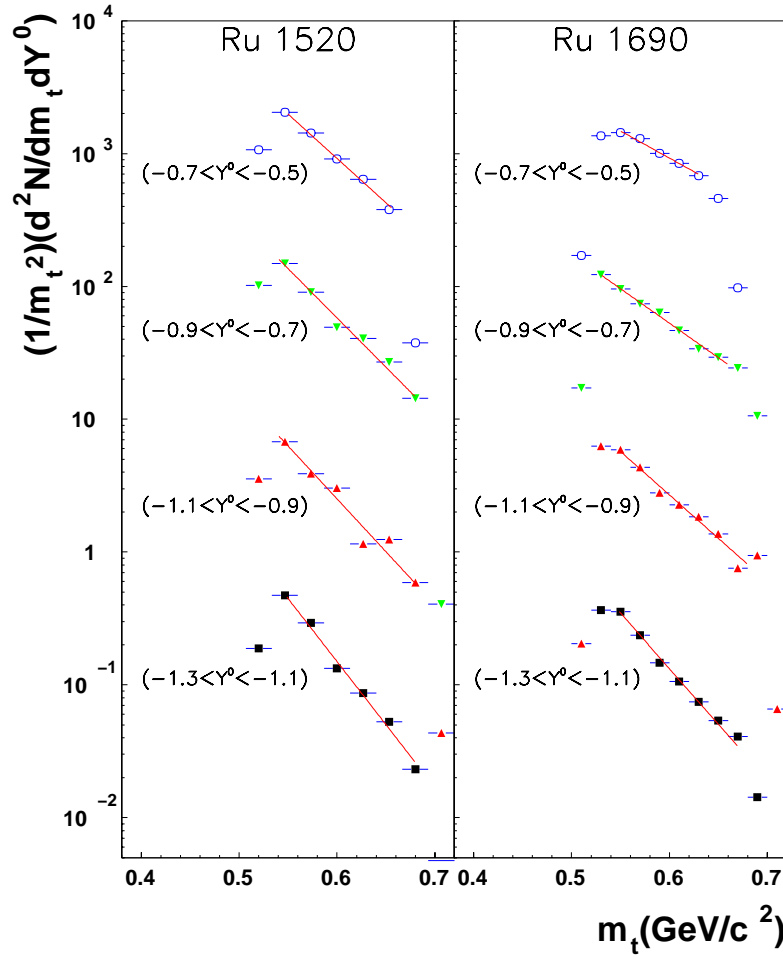 Ru 1520
Ru 1690
(1/m_t^2)(d^2N/dm_tdY^0)
10^4
10^3
10^2
10
1
10^-1
10^-2
(-0.7<Y^0<-0.5)
(-0.9<Y^0<-0.7)
(-1.1<Y^0<-0.9)
(-1.3<Y^0<-1.1)
(-0.7<Y^0<-0.5)
(-0.9<Y^0<-0.7)
(-1.1<Y^0<-0.9)
(-1.3<Y^0<-1.1)
0.4 0.5 0.6 0.7 0.4 0.5 0.6 0.7
m_t(GeV/c^2)